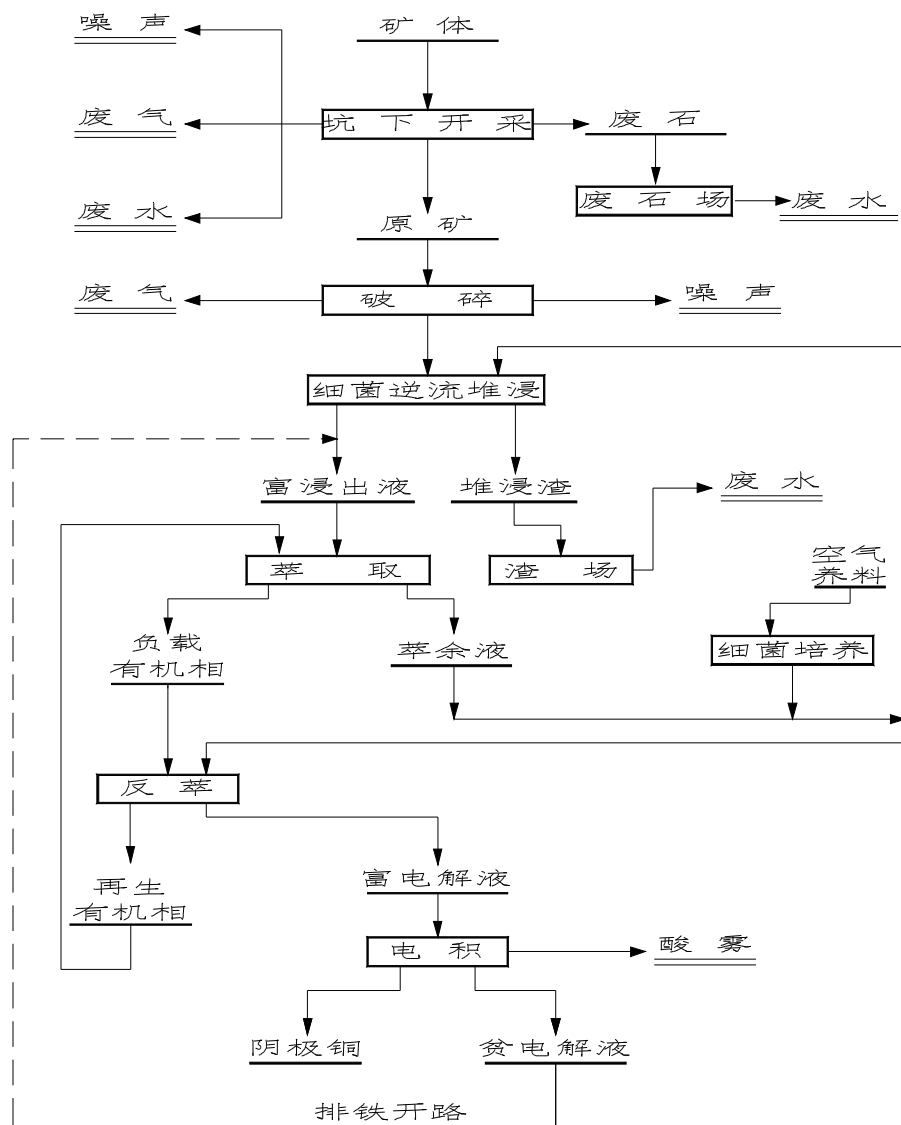 噪声
矿体
废气
坑下开采
废石
废水
废石场
废水
原矿
废气
破碎
噪声
细菌逆流堆浸
富浸出液
堆浸渣
废水
萃取
渣场
空气
养料
负载
有机相
萃余液
细菌培养
反萃
再生
有机相
富电解液
电积
酸雾
阴极铜
贫电解液
排铁开路